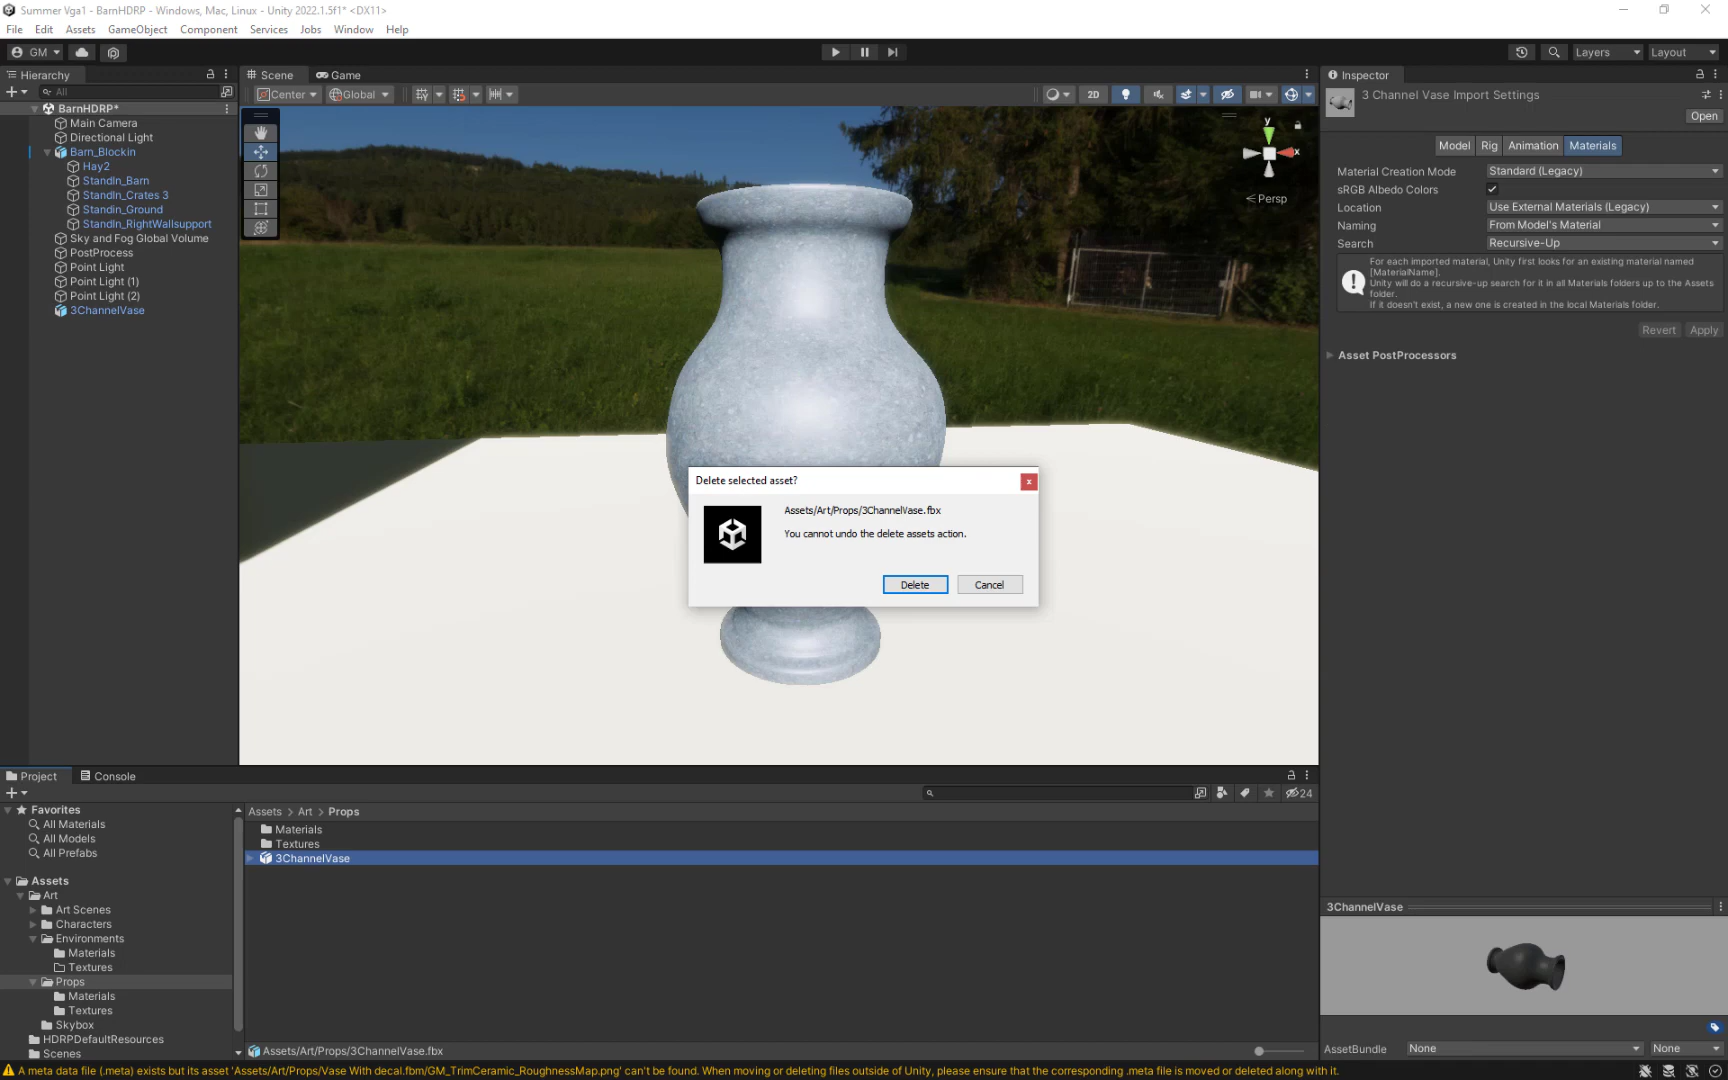 Summer Vga1 - BarnHDRP - Windows, Mac, Linux - Unity 2022.1.5f1* <DX11>
File Edit Assets GameObject Component Services Jobs Window Help
GM Layers Layout
Hierarchy
All
BarnHDRP*
Main Camera
Directional Light
Barn_Blockin
Hay2
StandIn_Barn
StandIn_Crates 3
Standin_Ground
StandIn_RightWallsupport
Sky and Fog Global Volume
PostProcess
Point Light
Point Light (1)
Point Light (2)
3ChannelVase
Scene Game
Center Global 2D
y
x
Persp
Delete selected asset?
Assets/Art/Props/3ChannelVase.fbx
You cannot undo the delete assets action.
Delete Cancel
Inspector
3 Channel Vase Import Settings
Open
Model Rig Animation Materials
Material Creation Mode Standard (Legacy)
sRGB Albedo Colors
Location Use External Materials (Legacy)
Naming From Model's Material
Search Recursive-Up
For each imported material, Unity first looks for an existing material named
[MaterialName].
Unity will do a recursive-up search for it in all Materials folders up to the Assets
folder.
If it doesn't exist, a new one is created in the local Materials folder.
Revert Apply
Asset PostProcessors
Project Console
24
Favorites
All Materials
All Models
All Prefabs
Assets
Art
Art Scenes
Characters
Environments
Materials
Textures
Props
Materials
Textures
Skybox
HDRPDefaultResources
Scenes
Assets > Art > Props
Materials
Textures
3ChannelVase
Assets/Art/Props/3ChannelVase.fbx
3ChannelVase
AssetBundle None None
A meta data file (.meta) exists but its asset 'Assets/Art/Props/Vase With decal.fbm/GM_TrimCeramic_RoughnessMap.png' can't be found. When moving or deleting files outside of Unity, please ensure that the corresponding .meta file is moved or deleted along with it.